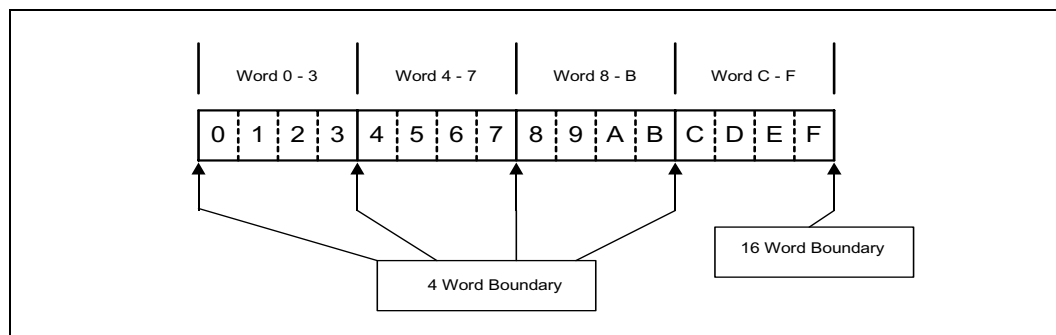 Word 0 - 3 Word 4 - 7 Word 8 - B Word C - F
0 1 2 3 4 5 6 7 8 9 A B C D E F
16 Word Boundary
4 Word Boundary